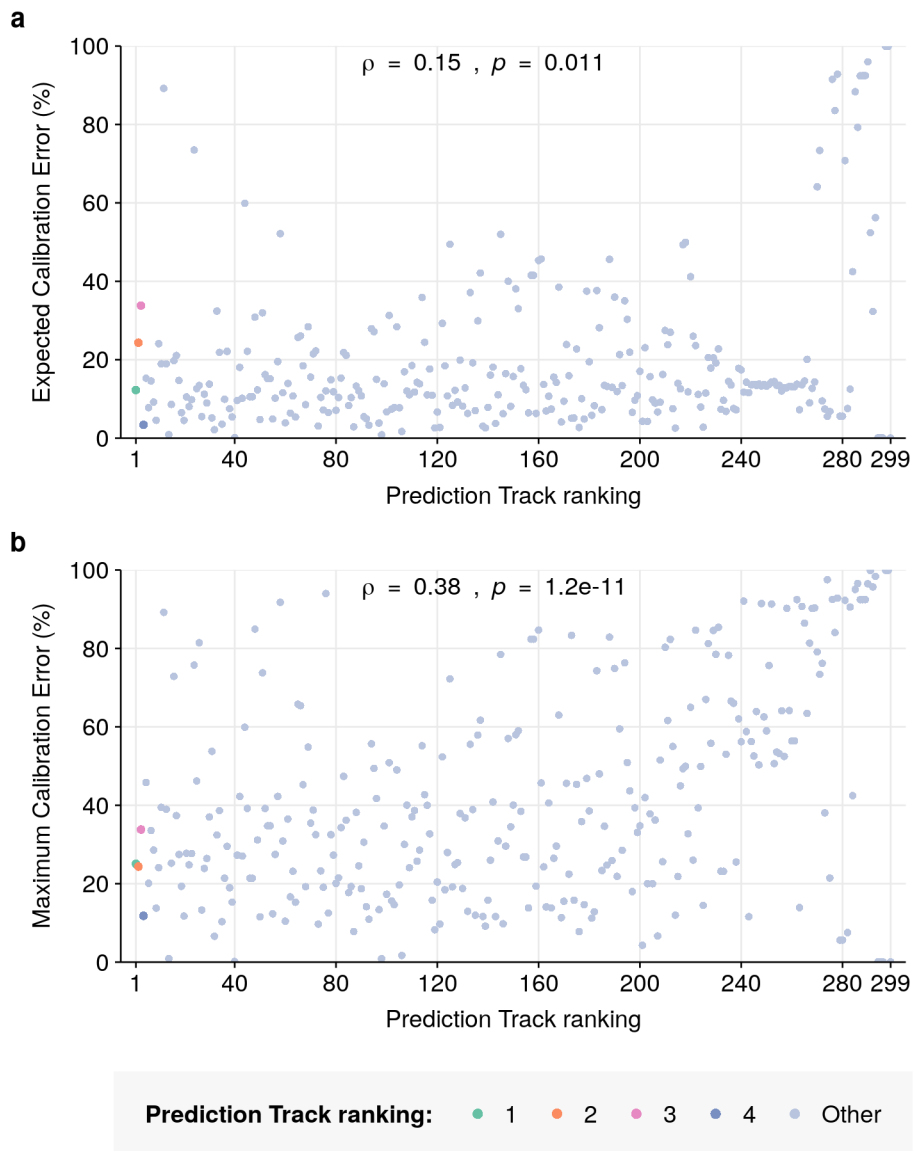 a
100
80
60
40
20
0
Expected Calibration Error (%)
ρ = 0.15 , p = 0.011
1 40 80 120 160 200 240 280 299
Prediction Track ranking
b
100
80
60
40
20
0
Maximum Calibration Error (%)
ρ = 0.38 , p = 1.2e-11
1 40 80 120 160 200 240 280 299
Prediction Track ranking
Prediction Track ranking: 1 2 3 4 Other